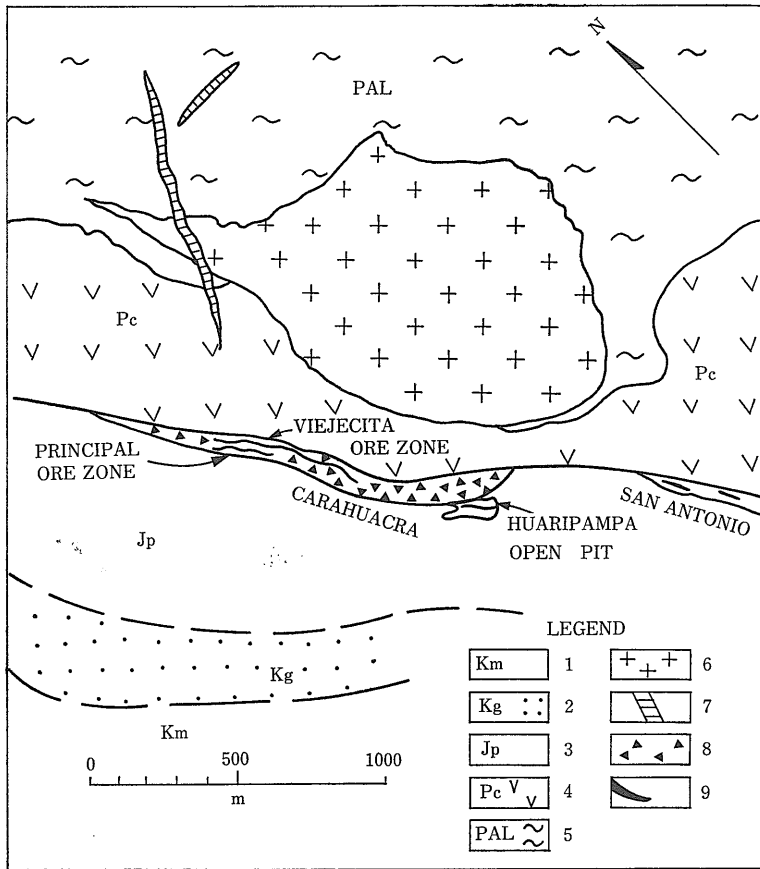 N
PAL
Pc
Pc
VIEJECITA
ORE ZONE
PRINCIPAL
ORE ZONE
CARAHUACRA
SAN ANTONIO
HUARIPAMPA
OPEN PIT
Jp
Kg
Km
0 500 1000
m
LEGEND
Km 1
Kg 2
Jp 3
Pc 4
PAL 5
6
7
8
9